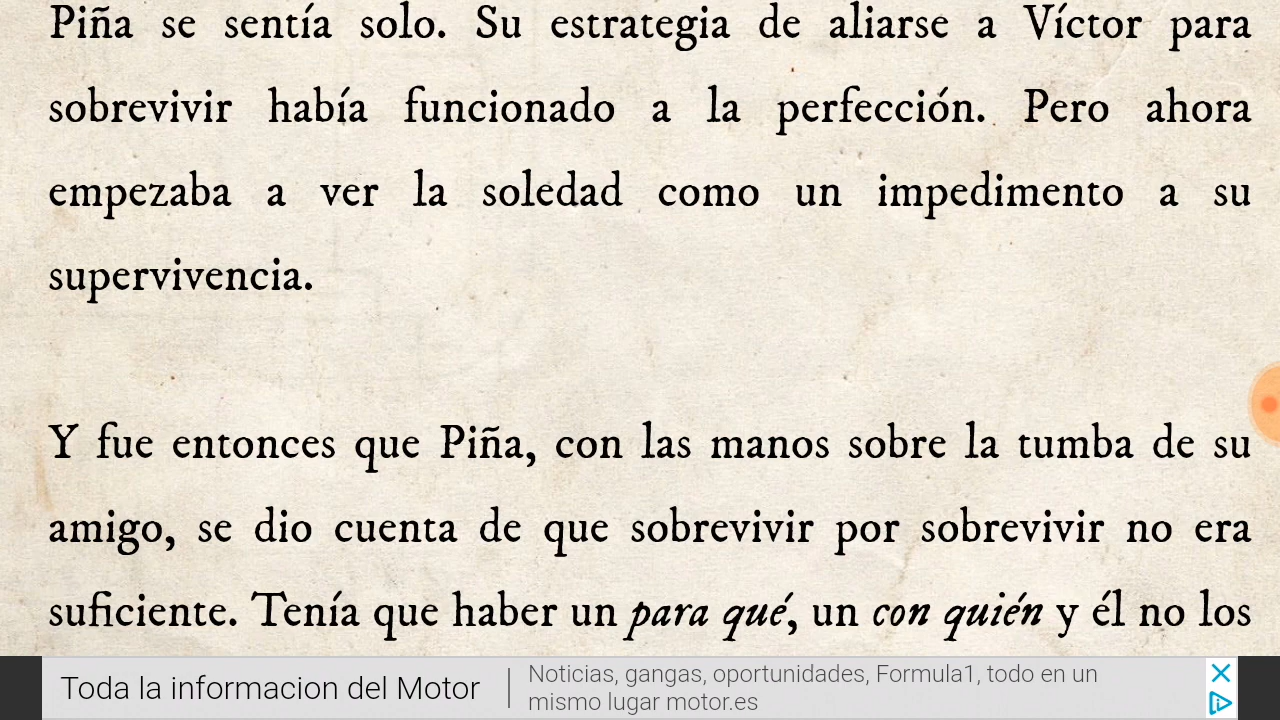 Piña se sentía solo. Su estrategia de aliarse a Víctor para
sobrevivir había funcionado a la perfección. Pero ahora
empezaba a ver la soledad como un impedimento a su
supervivencia.
Y fue entonces que Piña, con las manos sobre la tumba de su
amigo, se dio cuenta de que sobrevivir por sobrevivir no era
suficiente. Tenía que haber un para qué, un con quién y él no los
Toda la informacion del Motor
Noticias, gangas, oportunidades, Formula1, todo en un
mismo lugar motor.es